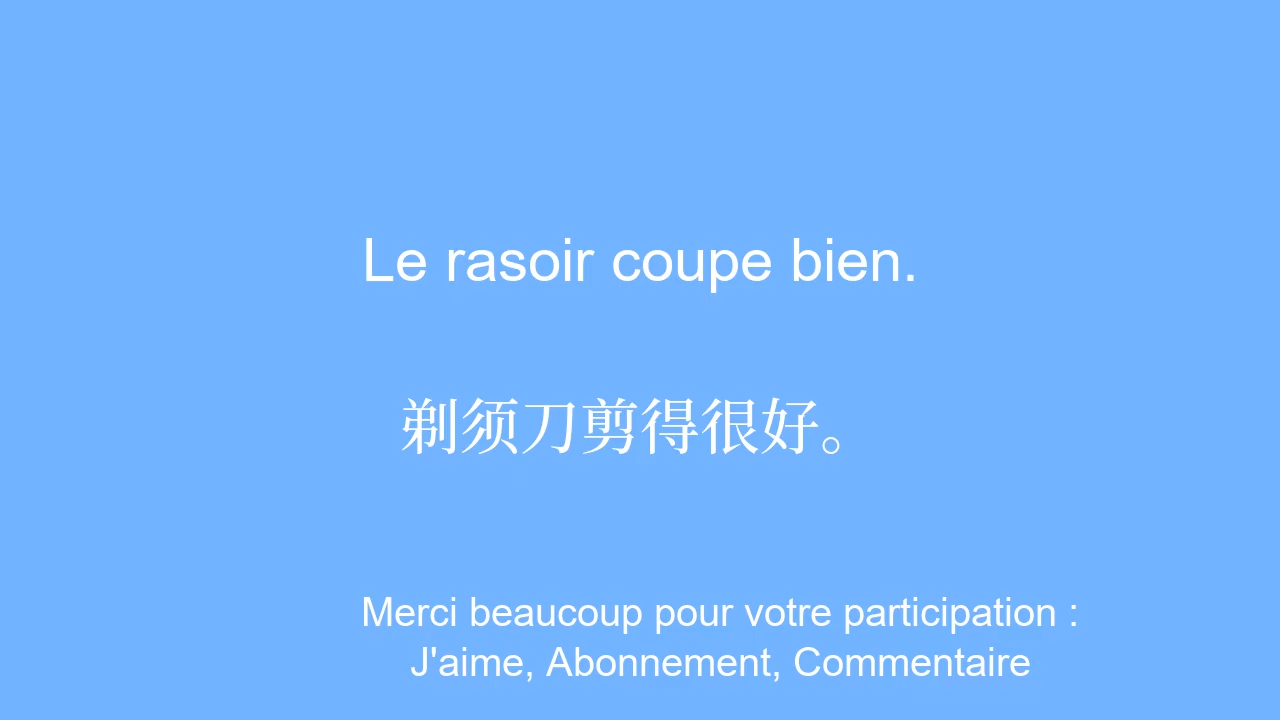 Le rasoir coupe bien.
剃须刀剪得很好。
Merci beaucoup pour votre participation :
J'aime, Abonnement, Commentaire